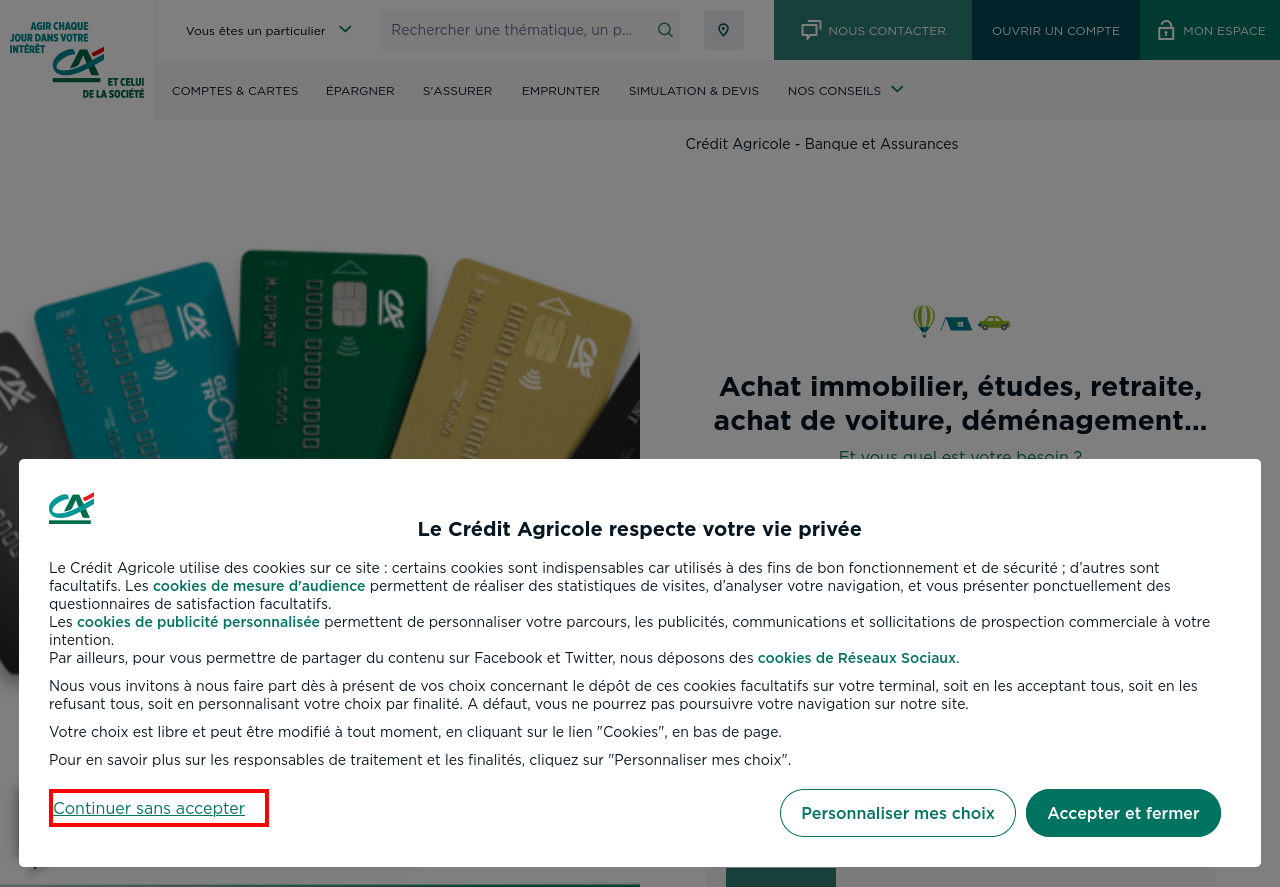 AGIR CHAQUE
JOUR DANS VOTRE
INTÉRÊT
ET CELUI
DE LA SOCIÉTÉ
Vous êtes un particulier
Rechercher une thématique, un p...
NOUS CONTACTER
OUVRIR UN COMPTE
MON ESPACE
COMPTES & CARTES
ÉPARGNER
S'ASSURER
EMPRUNTER
SIMULATION & DEVIS
NOS CONSEILS
Crédit Agricole - Banque et Assurances
DEBIT
M. DUPONT
GLOBE TROTTER
CREDIT
M. DUPONT
CREDIT
M. DUPONT
Achat immobilier, études, retraite,
achat de voiture, déménagement...
Et vous quel est votre besoin ?
Le Crédit Agricole respecte votre vie privée
Le Crédit Agricole utilise des cookies sur ce site : certains cookies sont indispensables car utilisés à des fins de bon fonctionnement et de sécurité ; d’autres sont
facultatifs. Les cookies de mesure d'audience permettent de réaliser des statistiques de visites, d’analyser votre navigation, et vous présenter ponctuellement des
questionnaires de satisfaction facultatifs.
Les cookies de publicité personnalisée permettent de personnaliser votre parcours, les publicités, communications et sollicitations de prospection commerciale à votre
intention.
Par ailleurs, pour vous permettre de partager du contenu sur Facebook et Twitter, nous déposons des cookies de Réseaux Sociaux.
Nous vous invitons à nous faire part dès à présent de vos choix concernant le dépôt de ces cookies facultatifs sur votre terminal, soit en les acceptant tous, soit en les
refusant tous, soit en personnalisant votre choix par finalité. A défaut, vous ne pourrez pas poursuivre votre navigation sur notre site.
Votre choix est libre et peut être modifié à tout moment, en cliquant sur le lien "Cookies", en bas de page.
Pour en savoir plus sur les responsables de traitement et les finalités, cliquez sur "Personnaliser mes choix".
Continuer sans accepter
Personnaliser mes choix
Accepter et fermer